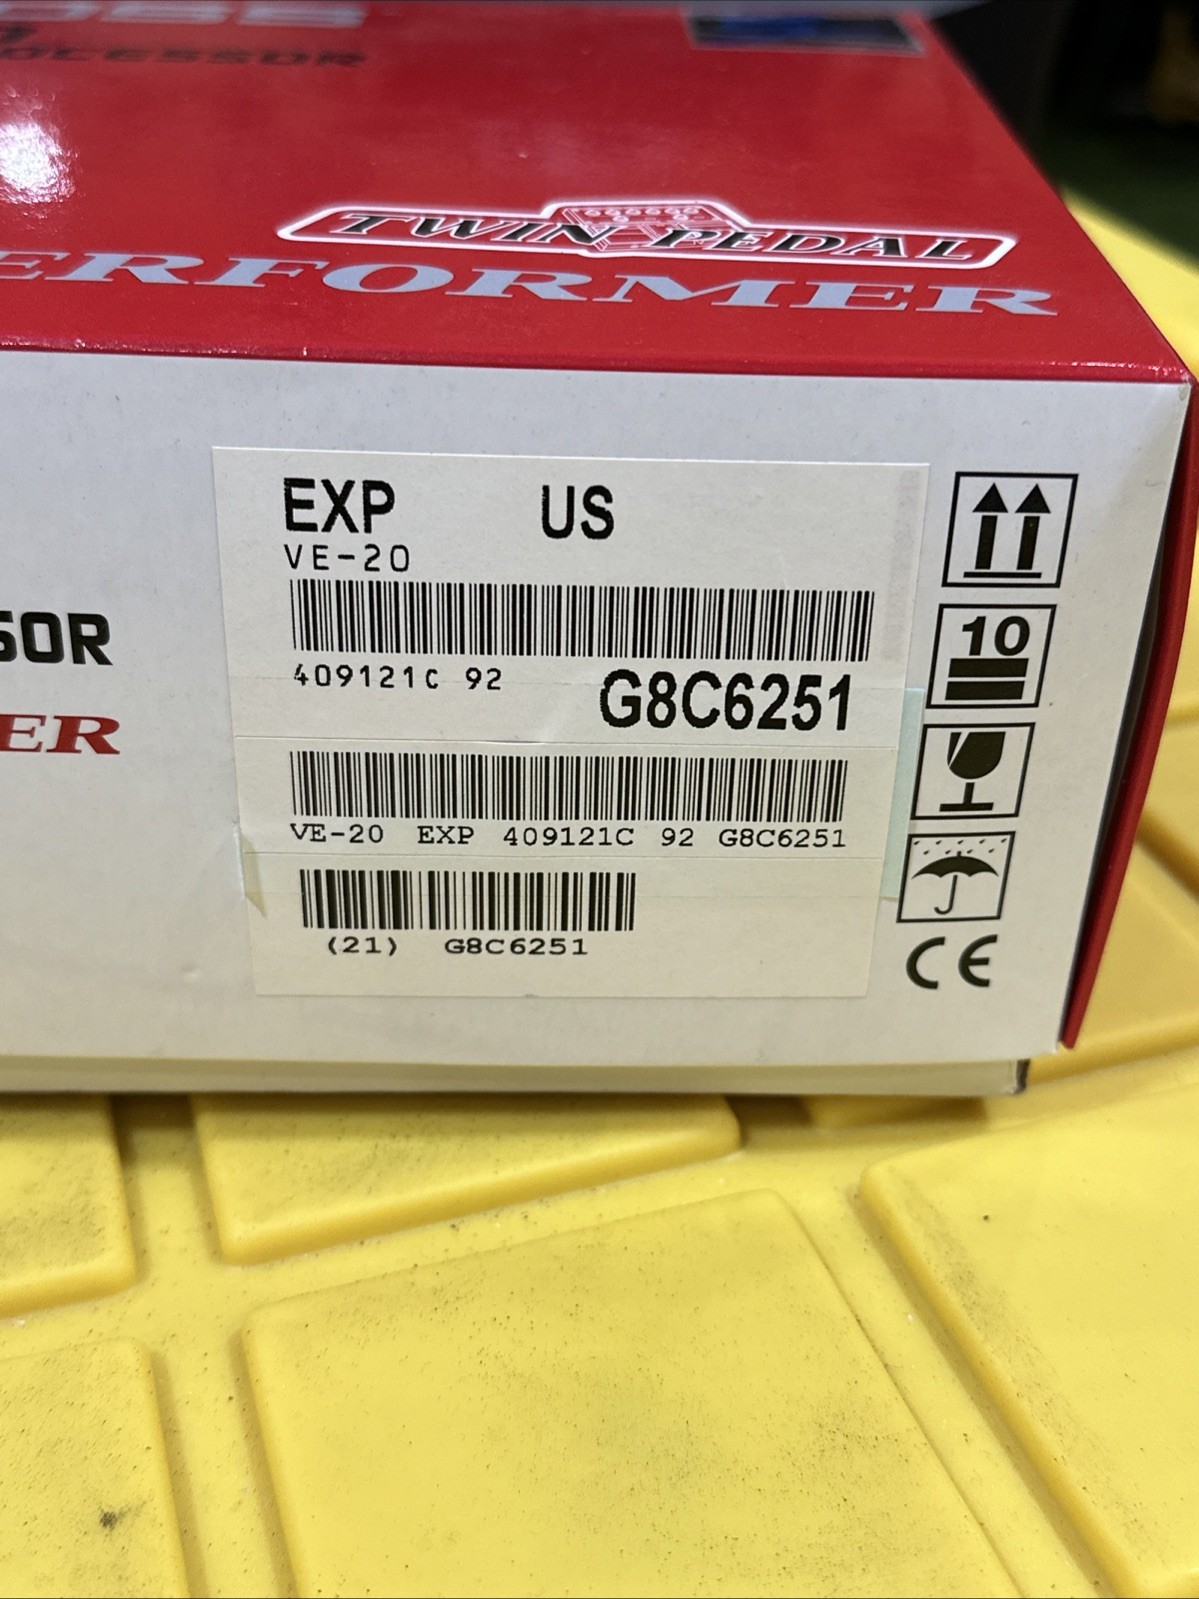 TWIN PEDAL
ERFORMER
EXP US
VE-20
409121C 92
G8C6251
VE-20 EXP 409121C 92 G8C6251
(21) G8C6251
SOR
ER
10
CE